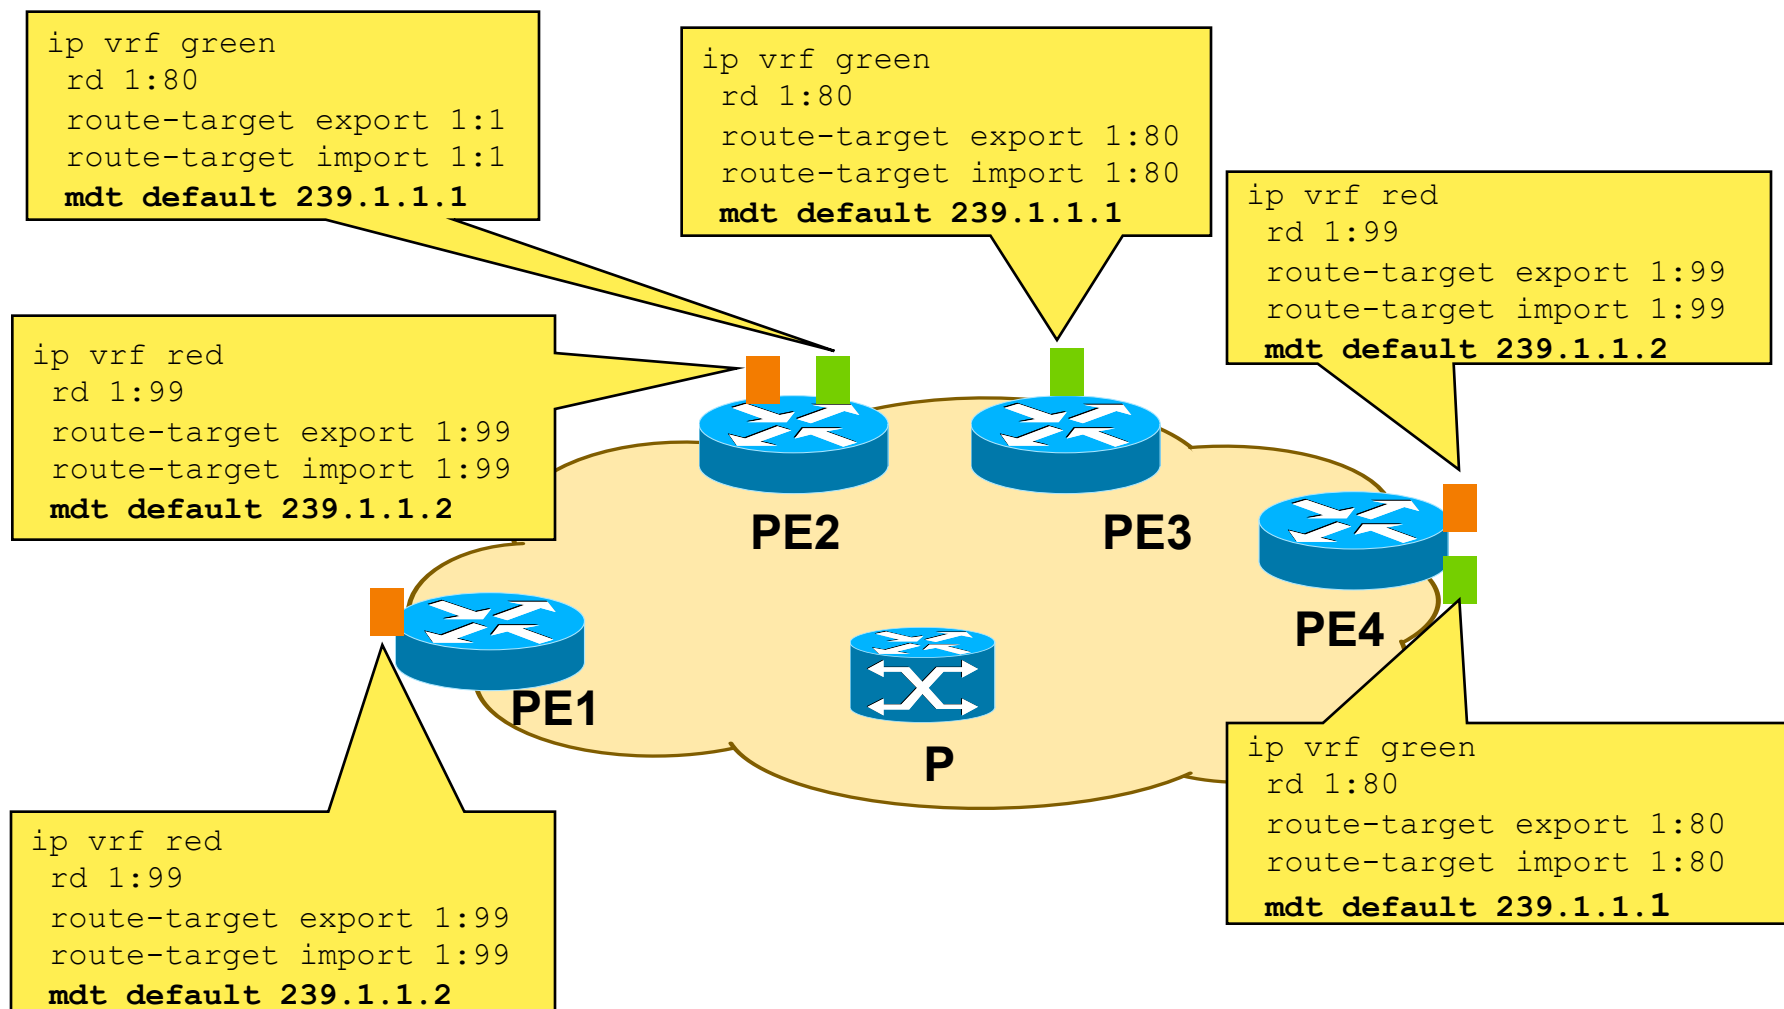 ip vrf green
rd 1:80
route-target export 1:1
route-target import 1:1
mdt default 239.1.1.1
ip vrf green
rd 1:80
route-target export 1:80
route-target import 1:80
mdt default 239.1.1.1
ip vrf red
rd 1:99
route-target export 1:99
route-target import 1:99
mdt default 239.1.1.2
ip vrf red
rd 1:99
route-target export 1:99
route-target import 1:99
mdt default 239.1.1.2
PE2
PE3
PE4
PE1
P
ip vrf green
rd 1:80
route-target export 1:80
route-target import 1:80
mdt default 239.1.1.1
ip vrf red
rd 1:99
route-target export 1:99
route-target import 1:99
mdt default 239.1.1.2